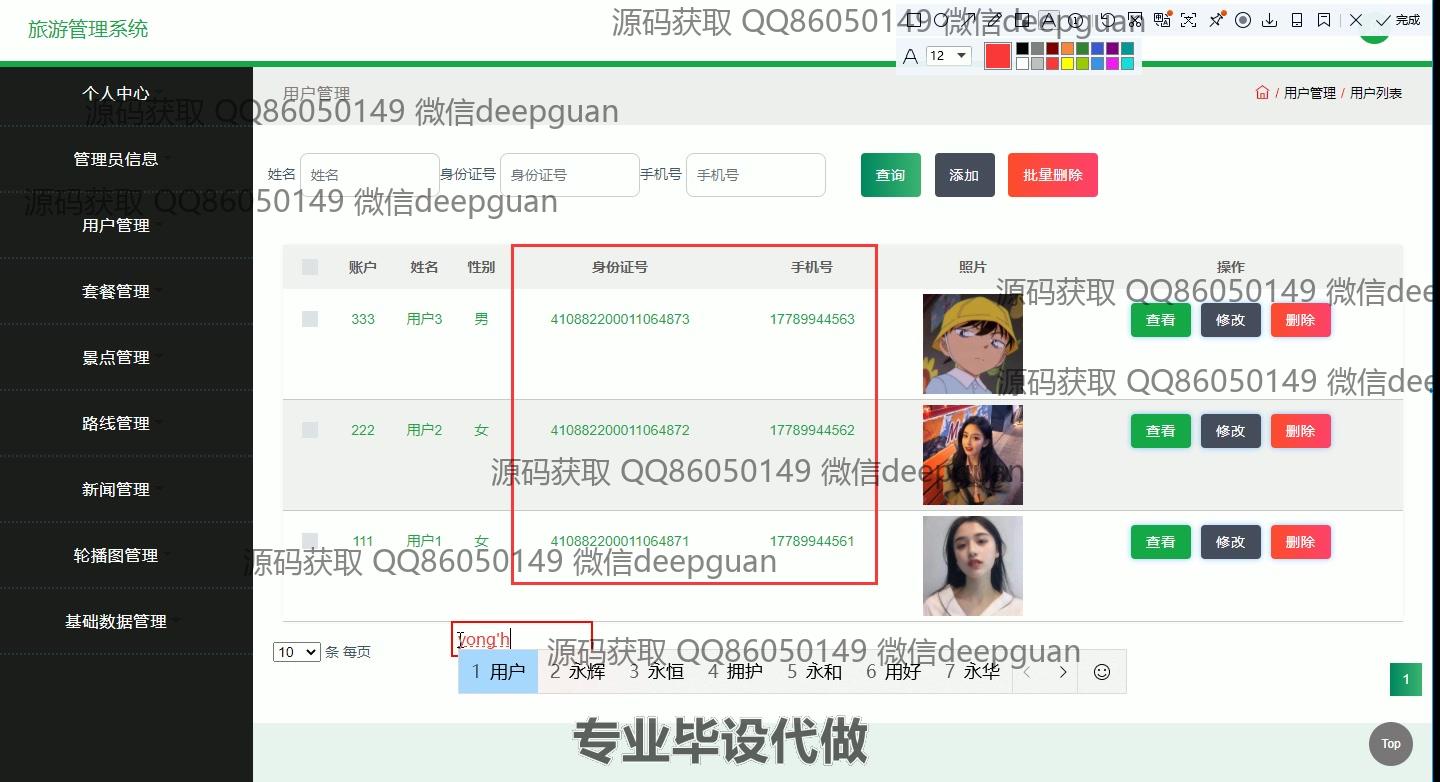 旅游管理系统
源码获取 QQ86050149 微信deepguan
完成
A 12
个人中心
用户管理
/ 用户管理 / 用户列表
源码获取 QQ86050149 微信deepguan
管理员信息
姓名 姓名 身份证号 身份证号 手机号 手机号 查询 添加 批量删除
源码获取 QQ86050149 微信deepguan
用户管理
账户 姓名 性别 身份证号 手机号 照片 操作
套餐管理
源码获取 QQ86050149 微信dee
333 用户3 男 410882200011064873 17789944563 查看 修改 删除
景点管理
源码获取 QQ86050149 微信dee
路线管理
222 用户2 女 410882200011064872 17789944562 查看 修改 删除
源码获取 QQ86050149 微信deepguan
新闻管理
111 用户1 女 410882200011064871 17789944561 查看 修改 删除
轮播图管理
源码获取 QQ86050149 微信deepguan
基础数据管理
yong'h
10 条 每页
源码获取 QQ86050149 微信deepguan
1 用户 2 永辉 3 永恒 4 拥护 5 永和 6 用好 7 永华
1
专业毕设代做
Top